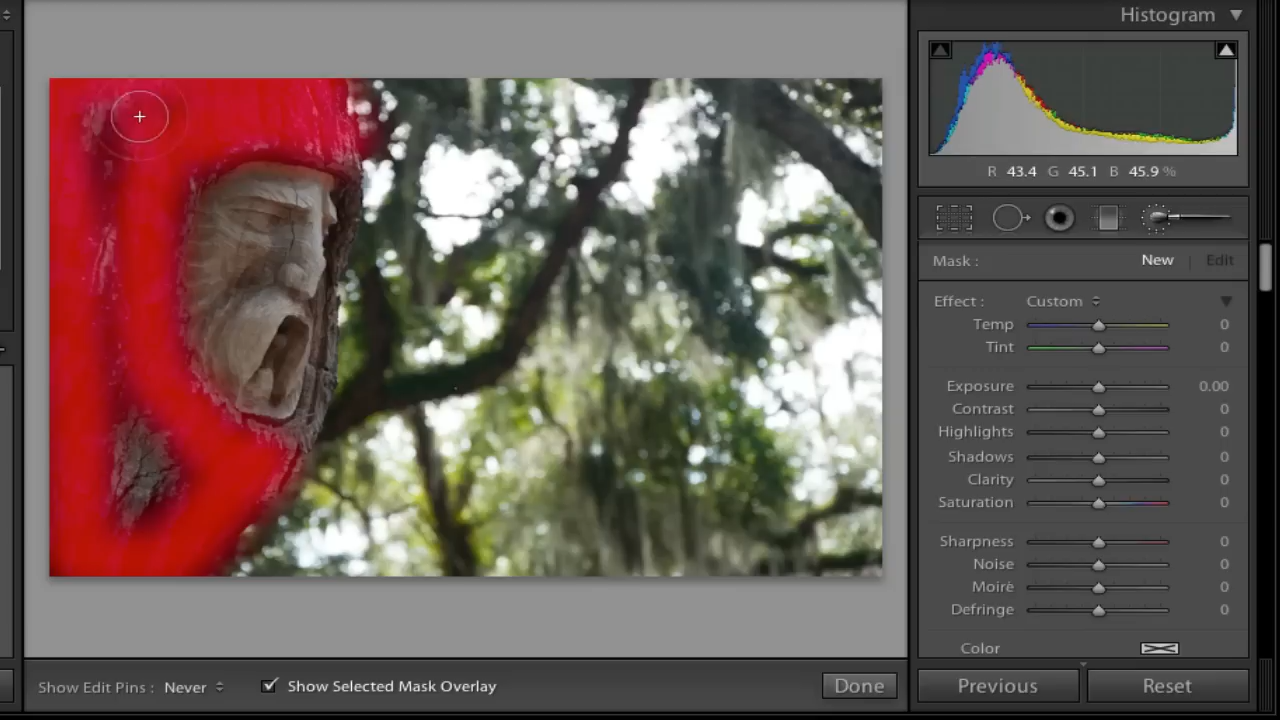 Histogram
R 43.4 G 45.1 B 45.9 %
Mask : New | Edit
Effect : Custom
Temp 0
Tint 0
Exposure 0.00
Contrast 0
Highlights 0
Shadows 0
Clarity 0
Saturation 0
Sharpness 0
Noise 0
Moiré 0
Defringe 0
Color
Show Edit Pins : Never Show Selected Mask Overlay Done Previous Reset